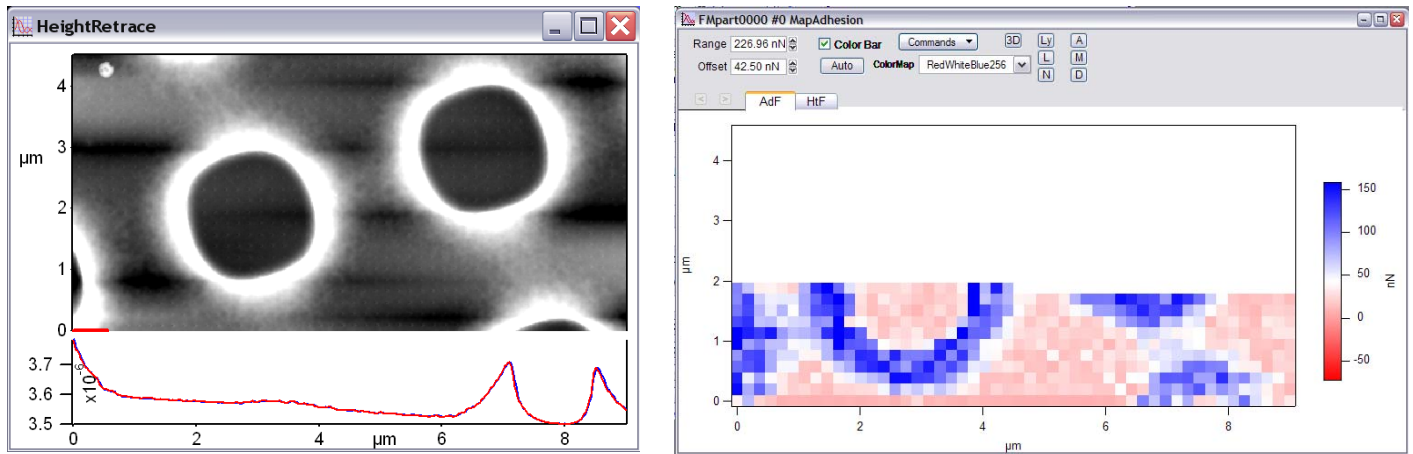 HeightRetrace
4
3
2
1
0
µm
3.7
3.6
3.5
x10-6
0
2
4
µm
6
8
FMpart0000 #0 MapAdhesion
Range 226.96 nN Color Bar Commands 3D Ly A
Offset 42.50 nN Auto ColorMap RedWhiteBlue256 L M
N D
< > AdF HtF
4
3
2
1
0
µm
0 2 4 6 8
µm
150
100
50
0
-50
nN